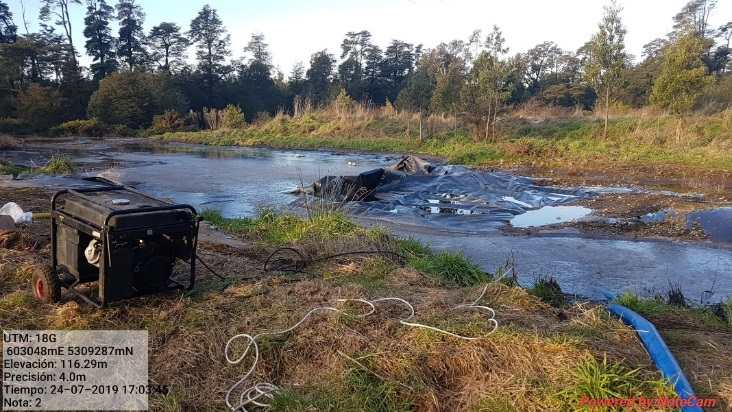 UTM: 18G
603048mE 5309287mN
Elevación: 116.29m
Precisión: 4.0m
Tiempo: 24-07-2019 17:03:45
Nota: 2
Powered by NoteCam